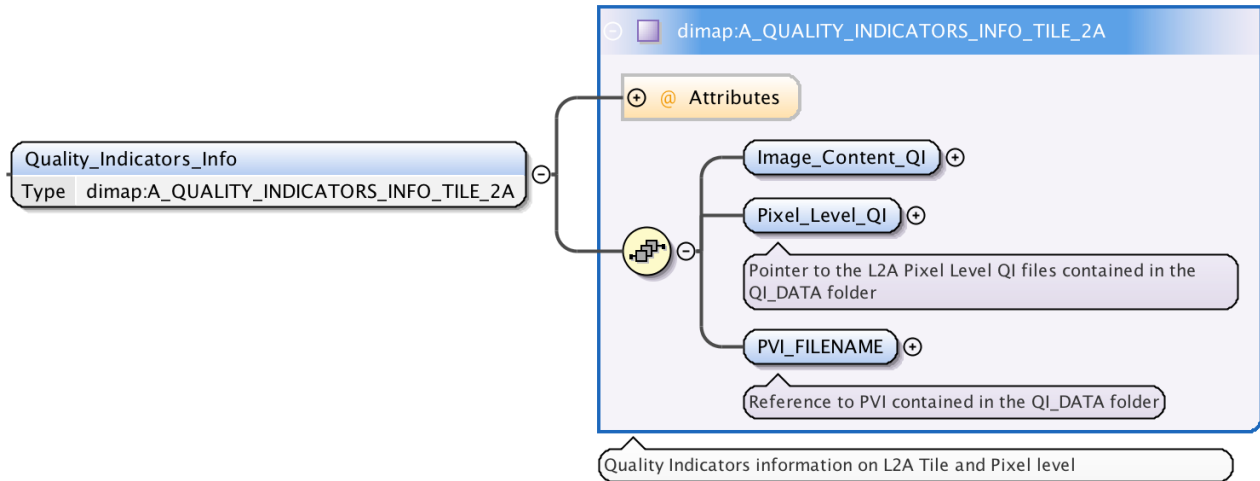 dimap:A_QUALITY_INDICATORS_INFO_TILE_2A
@ Attributes
Quality_Indicators_Info
Type dimap:A_QUALITY_INDICATORS_INFO_TILE_2A
Image_Content_QI
Pixel_Level_QI
Pointer to the L2A Pixel Level QI files contained in the
QI_DATA folder
PVI_FILENAME
Reference to PVI contained in the QI_DATA folder
Quality Indicators information on L2A Tile and Pixel level